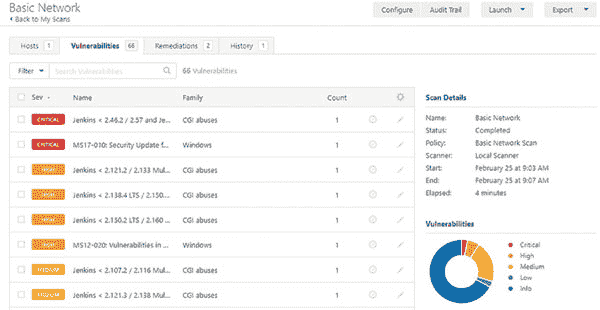 Basic Network
Back to My Scans
Configure Audit Trail Launch Export
Hosts 1 Vulnerabilities 66 Remediations 2 History 1
Filter Search Vulnerabilities 66 Vulnerabilities
Sev Name Family Count
CRITICAL Jenkins < 2.46.2 / 2.57 and Je... CGI abuses 1
CRITICAL MS17-010: Security Update f... Windows 1
HIGH Jenkins < 2.121.2 / 2.133 Mul... CGI abuses 1
HIGH Jenkins < 2.138.4 LTS / 2.150.... CGI abuses 1
HIGH Jenkins < 2.150.2 LTS / 2.160 ... CGI abuses 1
HIGH MS12-020: Vulnerabilities in ... Windows 1
MEDIUM Jenkins < 2.107.2 / 2.116 Mul... CGI abuses 1
MEDIUM Jenkins < 2.121.3 / 2.138 Mul... CGI abuses 1
Scan Details
Name: Basic Network
Status: Completed
Policy: Basic Network Scan
Scanner: Local Scanner
Start: February 25 at 9:03 AM
End: February 25 at 9:07 AM
Elapsed: 4 minutes
Vulnerabilities
Critical
High
Medium
Low
Info